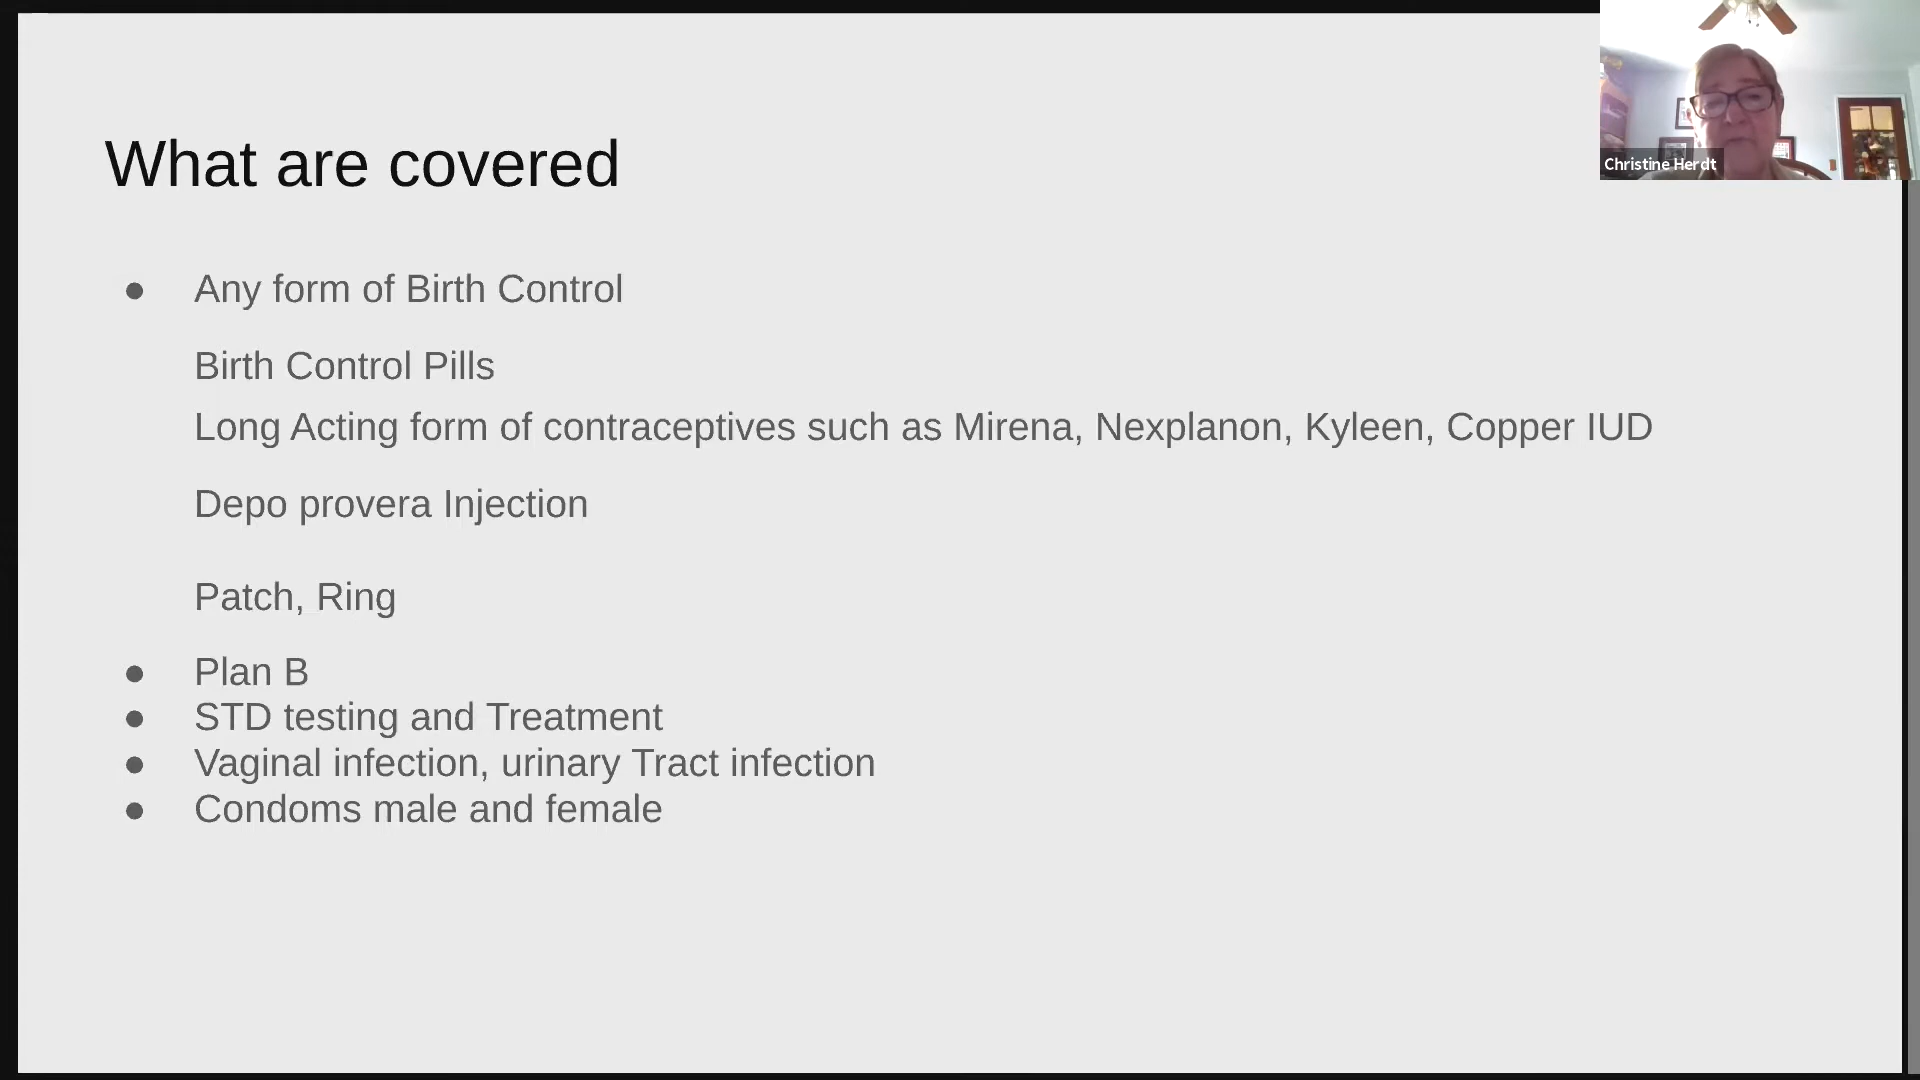 What are covered
Christine Herdt
● Any form of Birth Control
Birth Control Pills
Long Acting form of contraceptives such as Mirena, Nexplanon, Kyleen, Copper IUD
Depo provera Injection
Patch, Ring
● Plan B
● STD testing and Treatment
● Vaginal infection, urinary Tract infection
● Condoms male and female